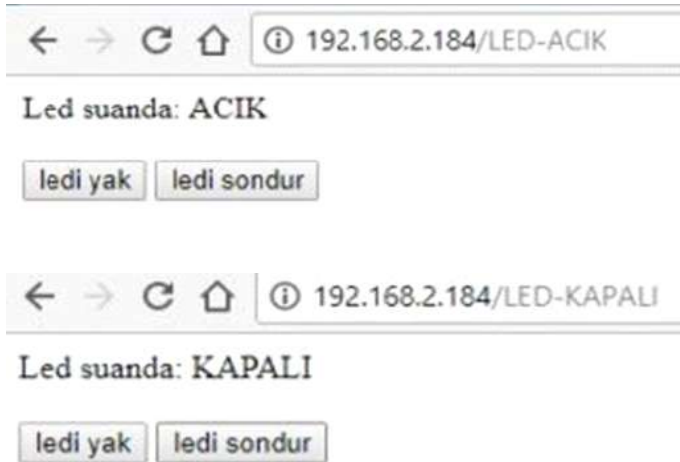 192.168.2.184/LED-ACIK
Led suanda: ACIK
ledi yak ledi sondur
192.168.2.184/LED-KAPALI
Led suanda: KAPALI
ledi yak ledi sondur